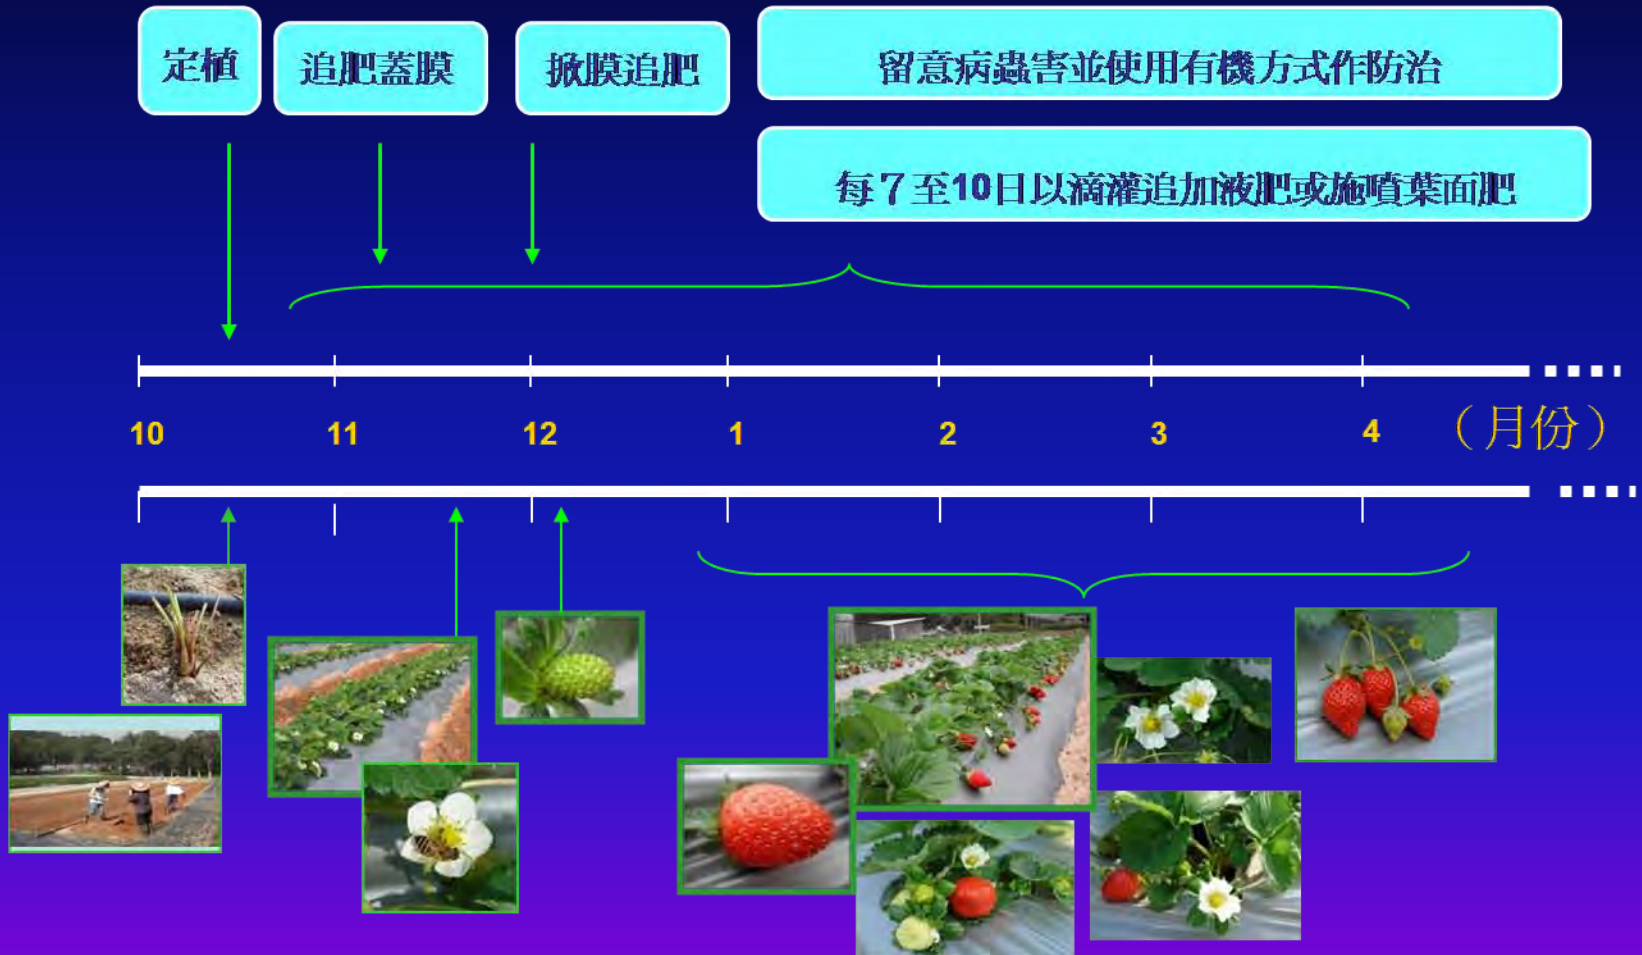 定植
追肥蓋膜
掀膜追肥
留意病蟲害並使用有機方式作防治
每7至10日以滴灌追加液肥或施噴葉面肥
10
11
12
1
2
3
4
（月份）